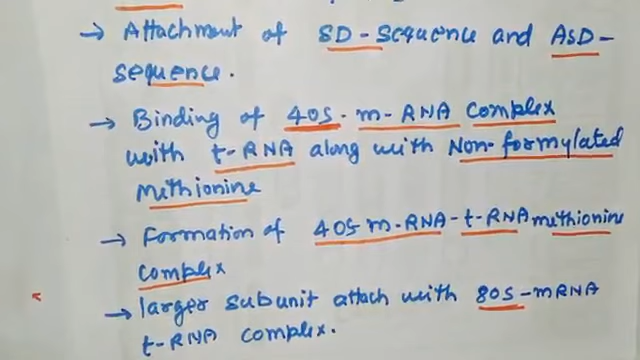 → Attachment of SD-Sequence and ASD-
sequence.
→ Binding of 40S-m-RNA Complex
with t-RNA along with Non-formylated
methionine
→ Formation of 40S m-RNA-t-RNA methionine
complex
→ larger subunit attach with 80S-mRNA
t-RNA complex.